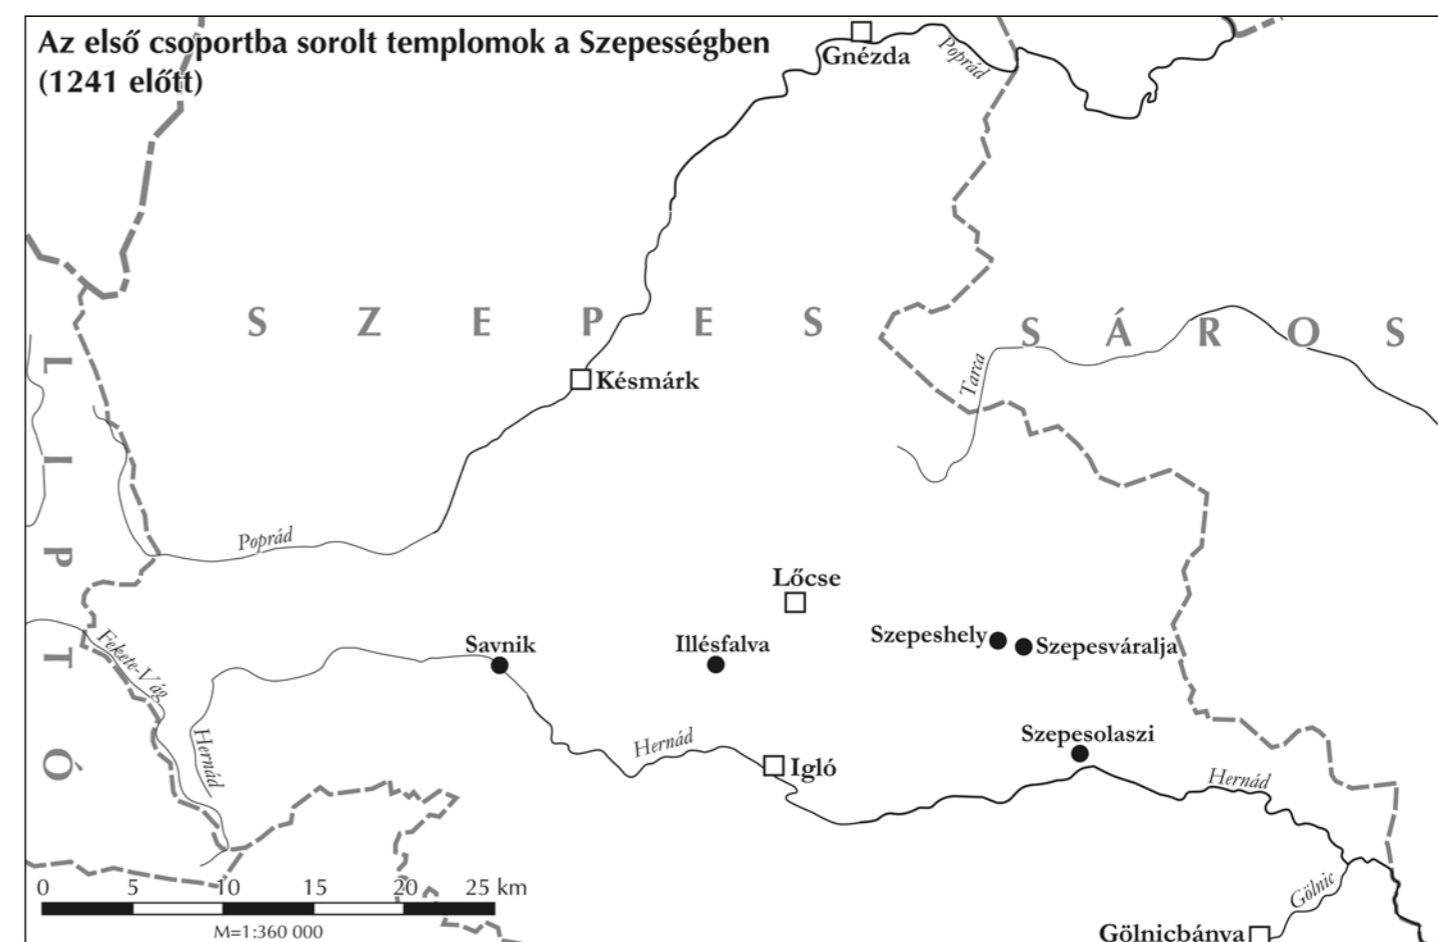 Az első csoportba sorolt templomok a Szepességben
(1241 előtt)
Gnézda
Poprád
S Z E P E S
S Á R O S
L I P T Ó
Tarca
Késmárk
Poprád
Lőcse
Savnik
Illésfalva
Szepeshely
Szepesváralja
Fekete-Vág
Hernád
Hernád
Igló
Szepesolaszi
Hernád
Gölnic
Gölnicbánya
0 5 10 15 20 25 km
M=1:360 000